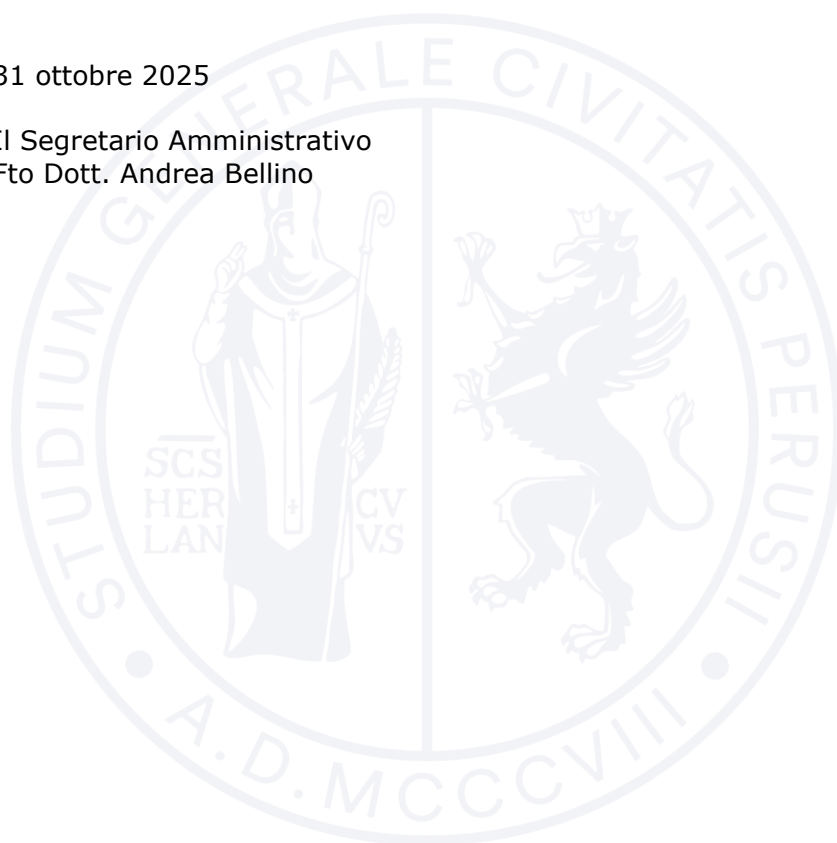 31 ottobre 2025
Il Segretario Amministrativo
Fto Dott. Andrea Bellino
STUDIUM GENERALE CIVITATIS PERUSII
SCS
HER CV
LAN VS
• A.D. MCCCVIII •